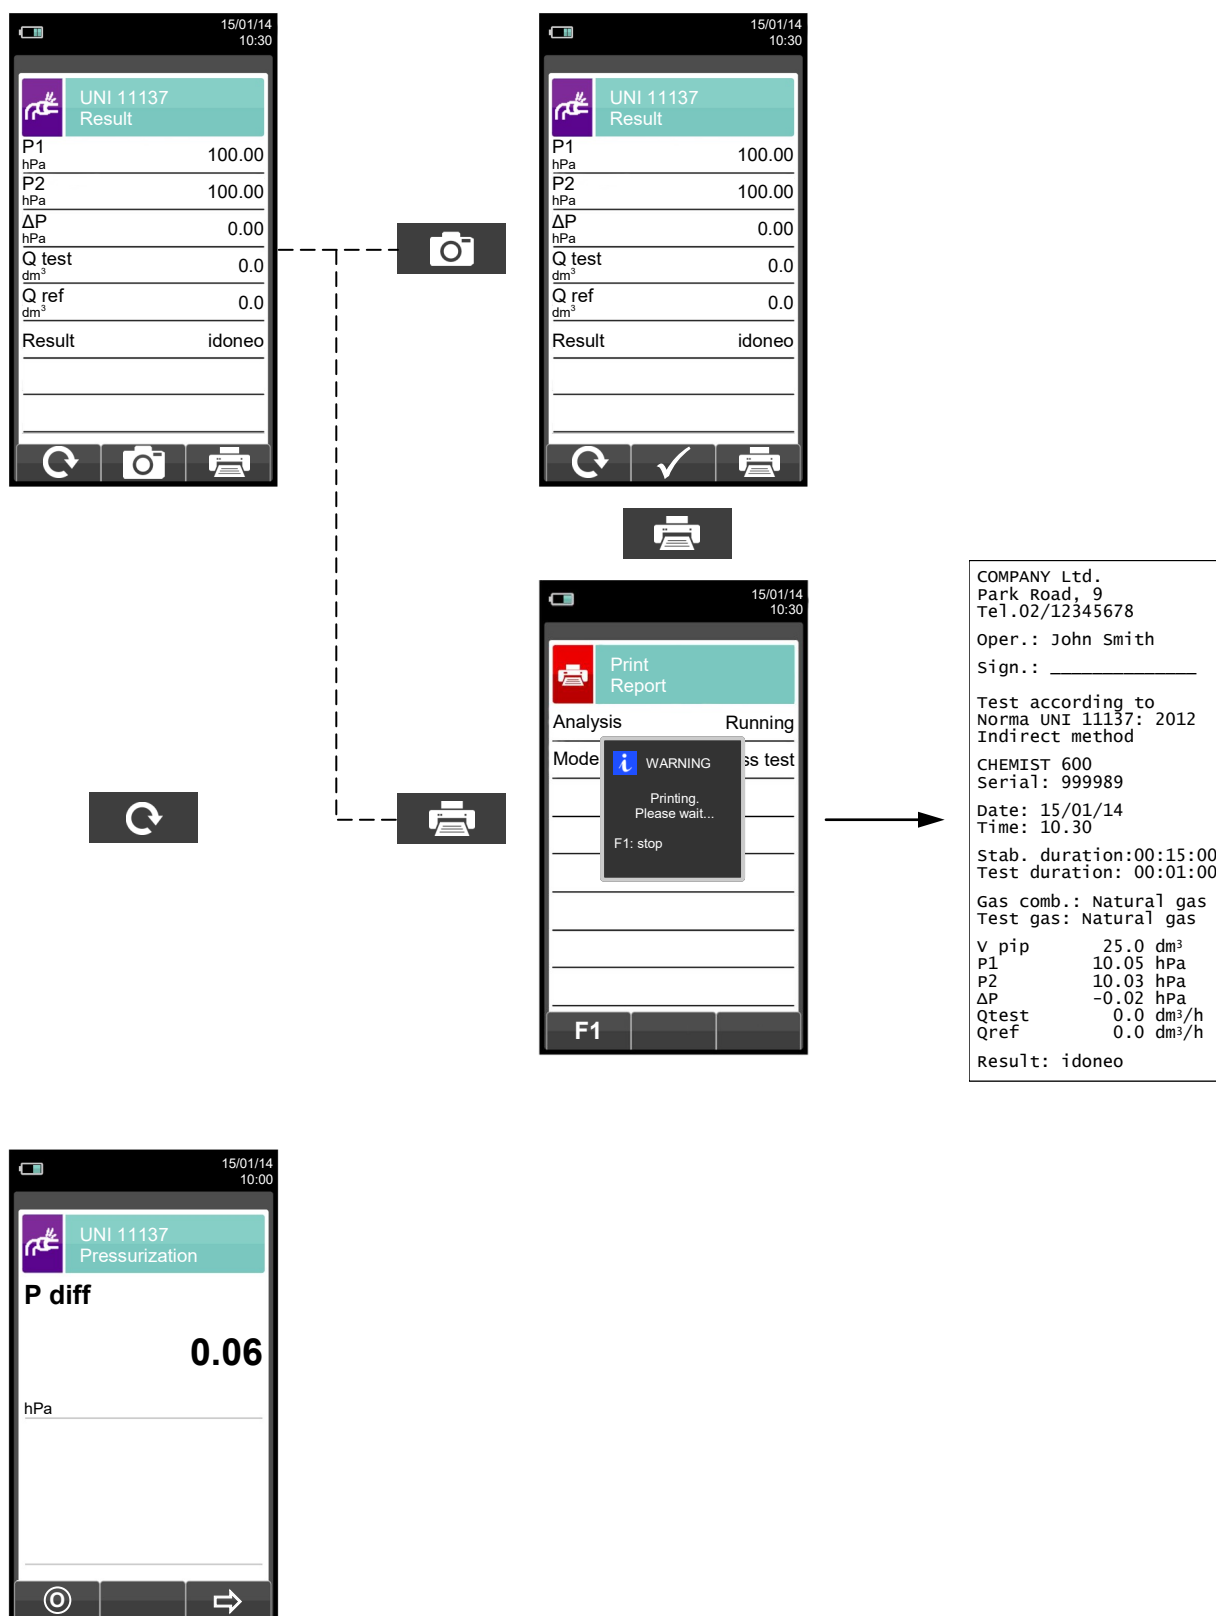 15/01/14
10:30
UNI 11137
Result
P1
hPa
100.00
P2
hPa
100.00
ΔP
hPa
0.00
Q test
dm³
0.0
Q ref
dm³
0.0
Result idoneo
15/01/14
10:30
UNI 11137
Result
P1
hPa
100.00
P2
hPa
100.00
ΔP
hPa
0.00
Q test
dm³
0.0
Q ref
dm³
0.0
Result idoneo
15/01/14
10:30
Print
Report
Analysis Running
Mode ss test
i WARNING
Printing.
Please wait...
F1: stop
F1
COMPANY Ltd.
Park Road, 9
Tel.02/12345678
Oper.: John Smith
Sign.: ______________
Test according to
Norma UNI 11137: 2012
Indirect method
CHEMIST 600
Serial: 999989
Date: 15/01/14
Time: 10.30
Stab. duration:00:15:00
Test duration: 00:01:00
Gas comb.: Natural gas
Test gas: Natural gas
V pip 25.0 dm³
P1 10.05 hPa
P2 10.03 hPa
ΔP -0.02 hPa
Qtest 0.0 dm³/h
Qref 0.0 dm³/h
Result: idoneo
15/01/14
10:00
UNI 11137
Pressurization
P diff
0.06
hPa